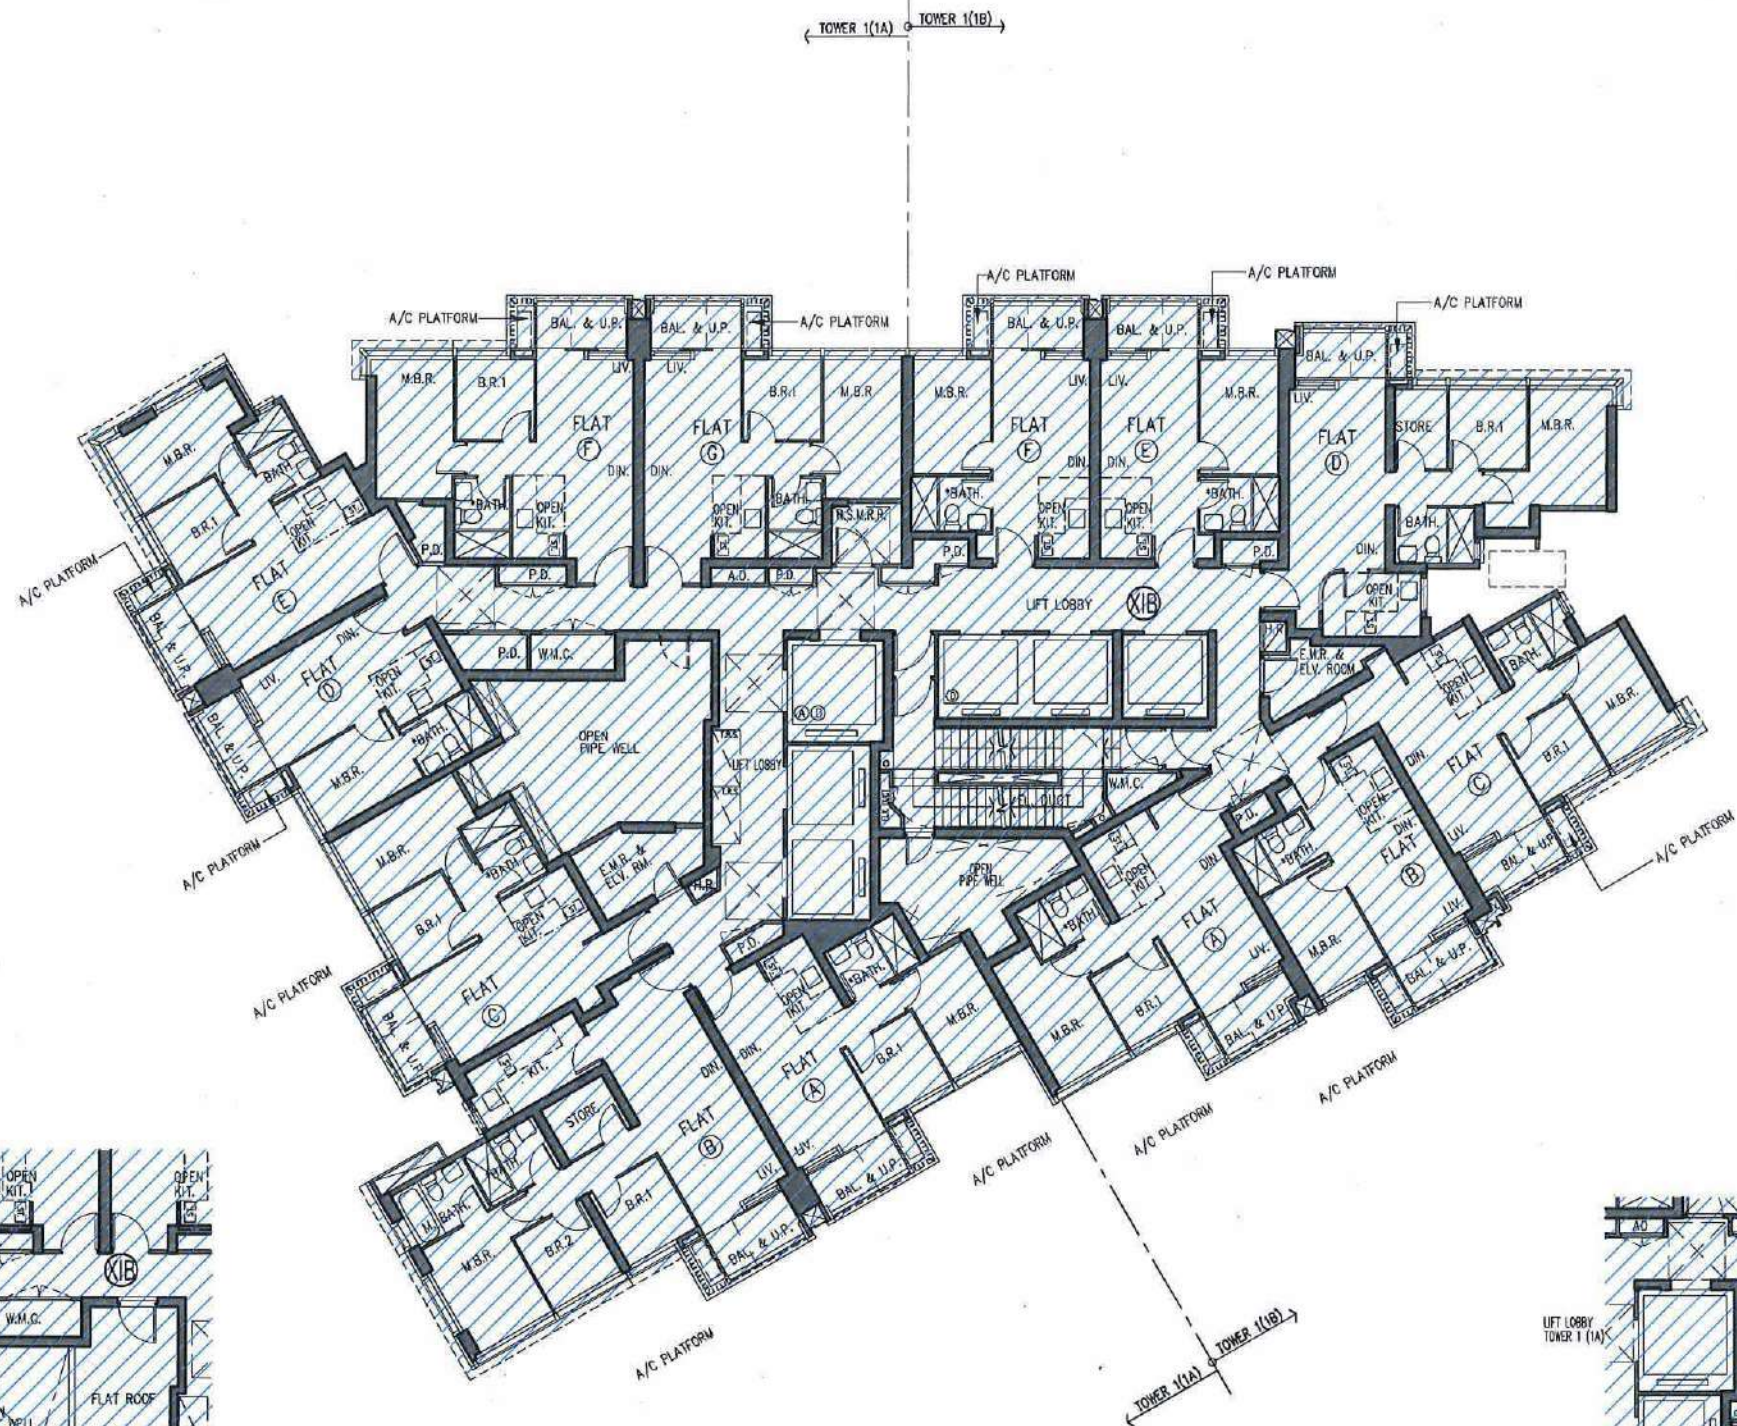 TOWER 1(1A)
TOWER 1(1B)
A/C PLATFORM
A/C PLATFORM
A/C PLATFORM
A/C PLATFORM
A/C PLATFORM
BAL. & U.P.
BAL. & U.P.
BAL. & U.P.
BAL. & U.P.
BAL. & U.P.
M.B.R.
B.R.1
LIV.
LIV.
B.R.1
M.B.R
M.B.R.
LIV.
LIV.
M.B.R.
LIV.
STORE
B.R.1
M.B.R.
FLAT
F
FLAT
G
FLAT
F
FLAT
E
FLAT
D
DIN.
DIN.
DIN.
DIN.
DIN.
*BATH.
OPEN
KIT.
OPEN
KIT.
*BATH.
*BATH.
OPEN
KIT.
OPEN
KIT.
*BATH.
BATH.
OPEN
KIT.
M.B.R.
BATH.
B.R.1
OPEN
KIT.
ST.
FLAT
E
P.D.
P.D.
A.D.
P.D.
P.D.
P.D.
LIFT LOBBY
XIB
A/C PLATFORM
BAL. & U.P.
DIN.
LIV.
FLAT
D
OPEN
KIT.
*BATH.
M.B.R.
BAL. & U.P.
A/C PLATFORM
P.D.
W.M.C.
OPEN
PIPE WELL
LIFT LOBBY
A B
D
H.R.
E.M.R. &
ELV. ROOM
BATH.
OPEN
KIT.
M.B.R.
B.R.1
DIN.
FLAT
C
LIV.
BAL. & U.P.
A/C PLATFORM
W.M.C.
EL. DUCT
P.D.
OPEN
KIT.
DIN.
*BATH.
FLAT
B
LIV.
M.B.R.
BAL. & U.P.
A/C PLATFORM
OPEN
PIPE WELL
OPEN
KIT.
DIN.
*BATH.
FLAT
A
LIV.
M.B.R.
B.R.1
BAL. & U.P.
A/C PLATFORM
M.B.R.
*BATH.
B.R.1
OPEN
KIT.
E.M.R. &
ELV. RM.
H.R.
FLAT
C
BAL. & U.P.
A/C PLATFORM
P.D.
OPEN
KIT.
*BATH.
M.B.R.
DIN.
B.R.1
FLAT
A
LIV.
BAL. & U.P.
A/C PLATFORM
KIT.
STORE
DIN.
FLAT
B
LIV.
BATH.
M. BATH.
B.R.1
B.R.2
M.B.R.
BAL. & U.P.
A/C PLATFORM
TOWER 1(1B)
TOWER 1(1A)
OPEN
KIT.
OPEN
KIT.
XIB
W.M.C.
FLAT ROOF
A.D.
LIFT LOBBY
TOWER 1 (1A)